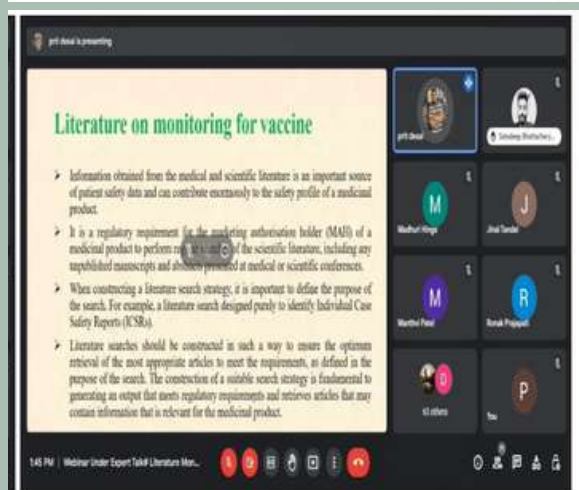 prit desai is presenting
Literature on monitoring for vaccine
➤ Information obtained from the medical and scientific literature is an important source
of patient safety data and can contribute enormously to the safety profile of a medicinal
product.
➤ It is a regulatory requirement for the marketing authorisation holder (MAH) of a
medicinal product to perform of the scientific literature, including any
unpublished manuscripts and abstracts presented at medical or scientific conferences.
➤ When constructing a literature search strategy, it is important to define the purpose of
the search. For example, a literature search designed purely to identify Individual Case
Safety Reports (ICSRs).
➤ Literature searches should be constructed in such a way to ensure the optimum
retrieval of the most appropriate articles to meet the requirements, as defined in the
purpose of the search. The construction of a suitable search strategy is fundamental to
generating an output that meets regulatory requirements and retrieves articles that may
contain information that is relevant for the medicinal product.
prit desai
M
Madhuri Hinge
J
Jinal Tandel
M
Patel
R
Ronak Prajapati
D
others
P
You
1:45 PM | Webinar Under Expert Talk# Literature Mon...